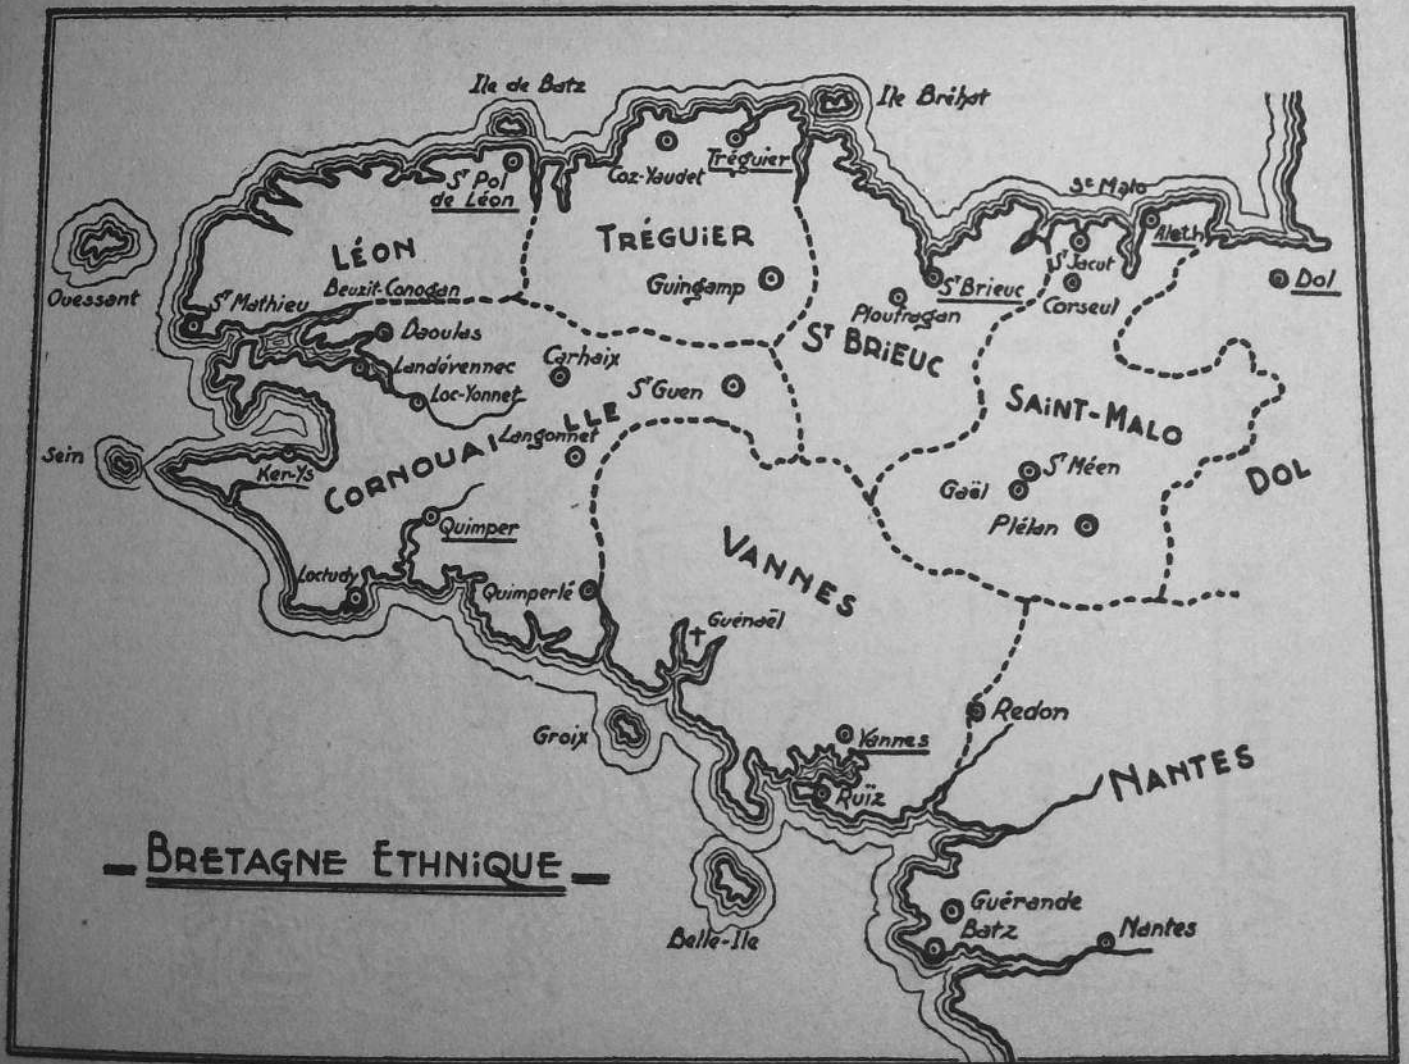 Ile de Batz
Ile Bréhat
St Pol
de Léon
Coz-Yaudet
Tréguier
St Malo
Aleth
LÉON
TRÉGUIER
St Jacut
Ouessant
St Mathieu
Beuzit-Conogan
Guingamp
St Brieuc
Corseul
Dol
Ploufragan
Daoulas
ST BRIEUC
Landévennec
Carhaix
Loc-Yonnet
St Guen
SAINT-MALO
Sein
Ker-Ys
CORNOUAILLE
Langonnet
St Méen
Gaël
DOL
Plélan
Quimper
VANNES
Loctudy
Quimperlé
Guénaël
Redon
Groix
Vannes
Ruïz
NANTES
BRETAGNE ETHNIQUE
Belle-Ile
Guérande
Batz
Nantes